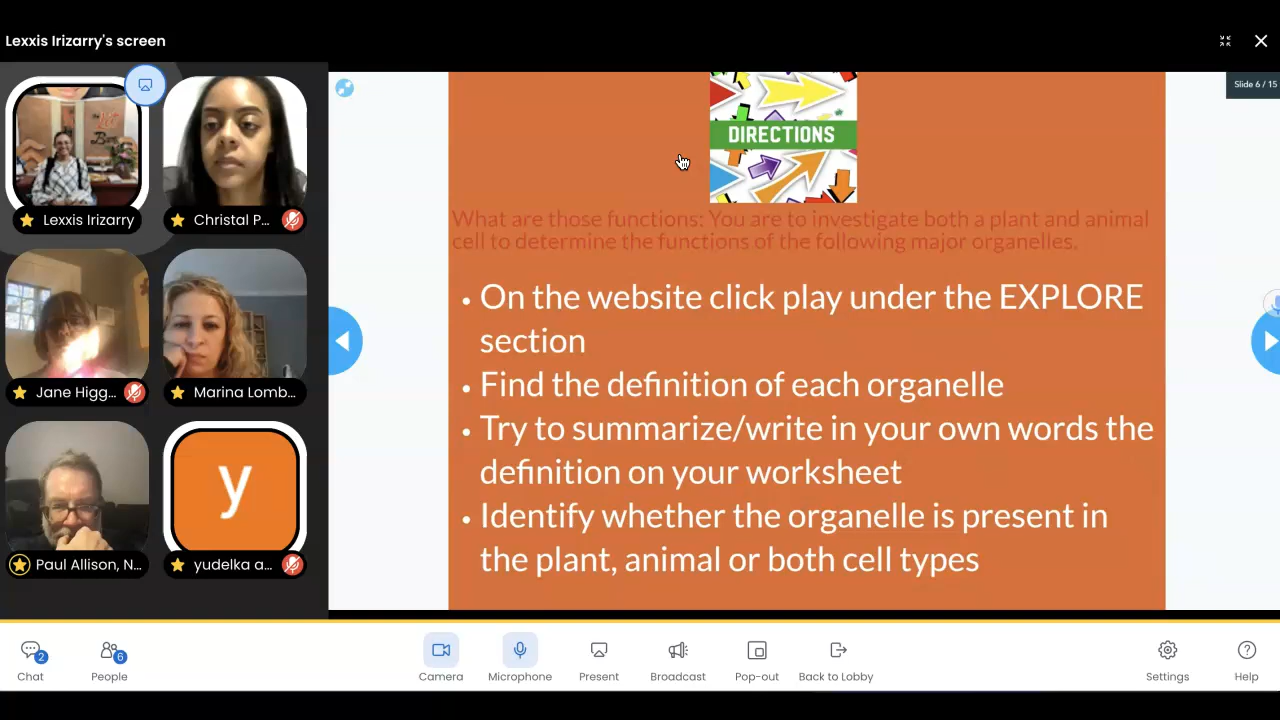 Lexxis Irizarry's screen
Lexxis Irizarry
Christal P...
Jane Higg...
Marina Lomb...
Paul Allison, N...
y
yudelka a...
Slide 6 / 15
DIRECTIONS
What are those functions: You are to investigate both a plant and animal
cell to determine the functions of the following major organelles.
• On the website click play under the EXPLORE
section
• Find the definition of each organelle
• Try to summarize/write in your own words the
definition on your worksheet
• Identify whether the organelle is present in
the plant, animal or both cell types
2
Chat
6
People
Camera
Microphone
Present
Broadcast
Pop-out
Back to Lobby
Settings
Help